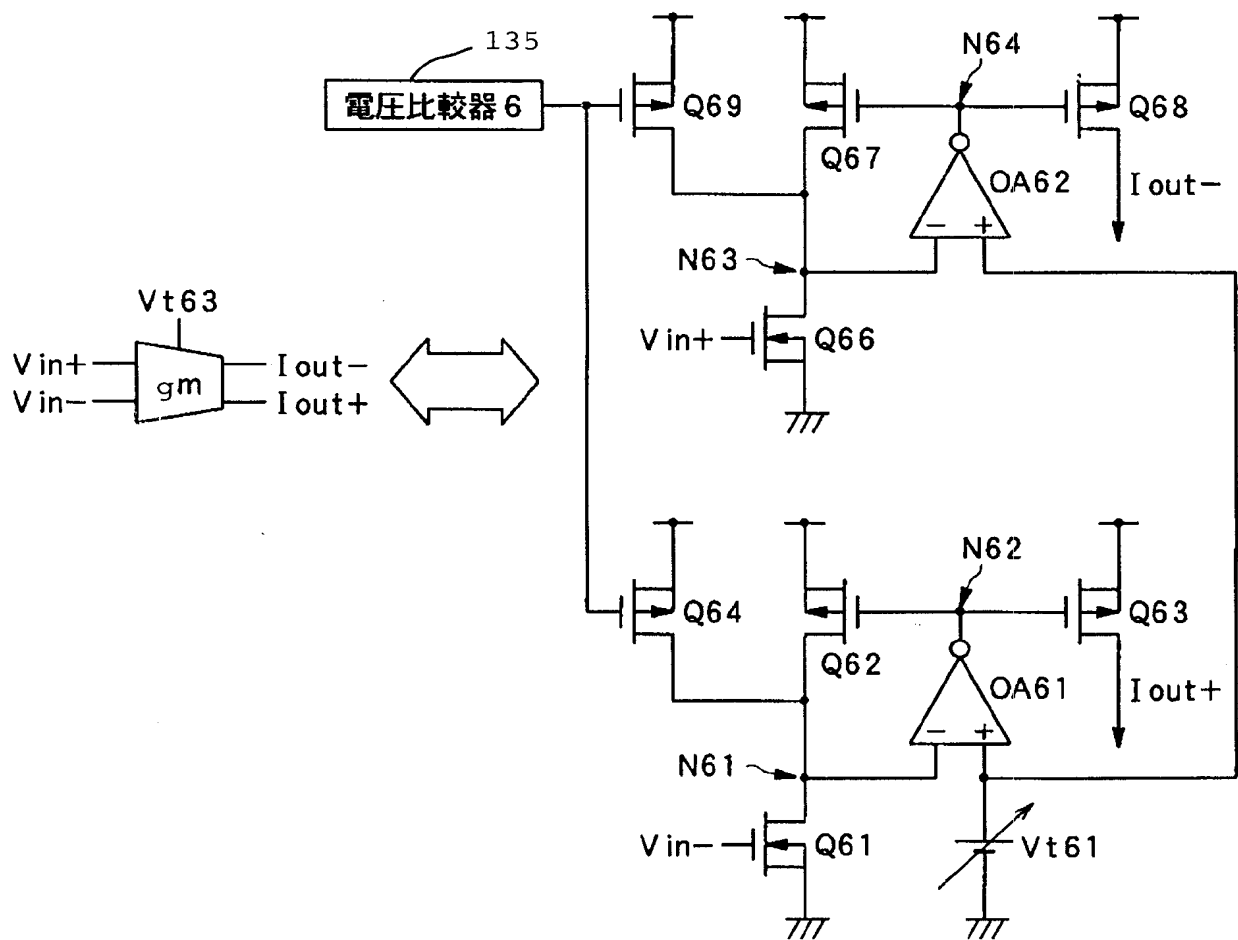 135
電圧比較器6
Q69
Q67
N64
Q68
OA62
Iout-
- +
N63
Vin+
Q66
Vt63
Vin+
Vin-
gm
Iout-
Iout+
Q64
Q62
N62
Q63
OA61
Iout+
- +
N61
Vin-
Q61
Vt61